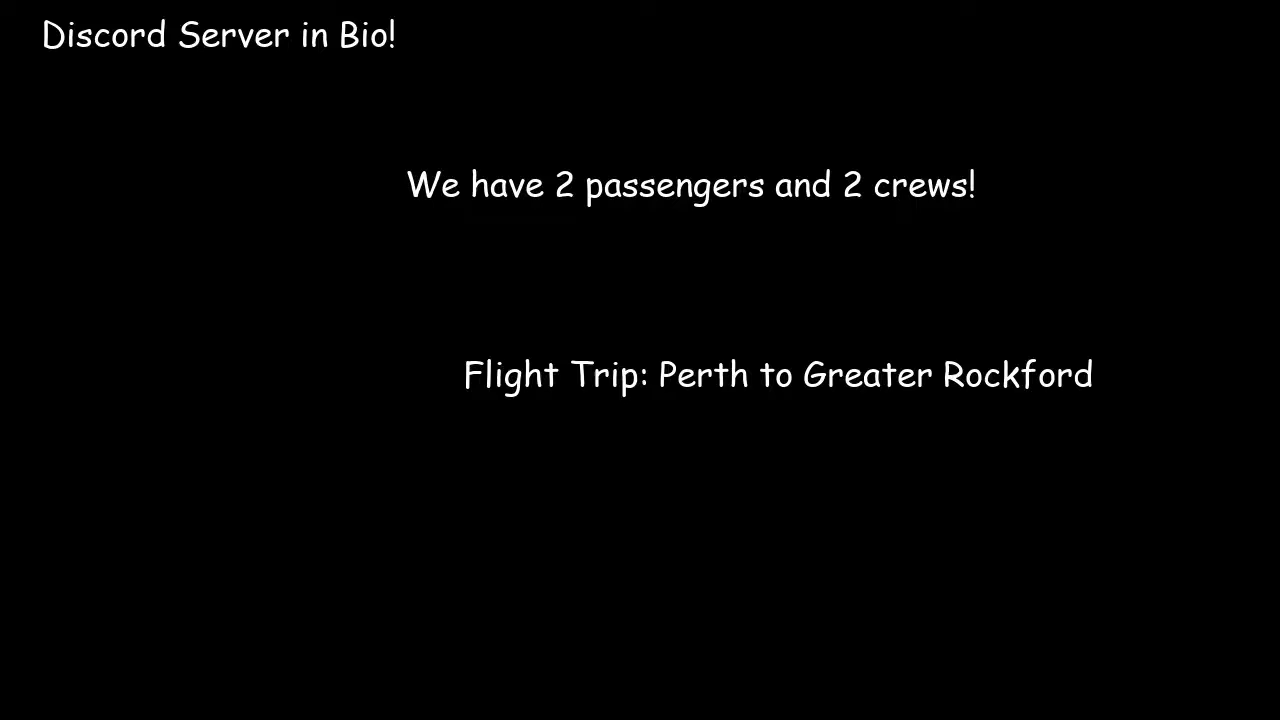 Discord Server in Bio!
We have 2 passengers and 2 crews!
Flight Trip: Perth to Greater Rockford